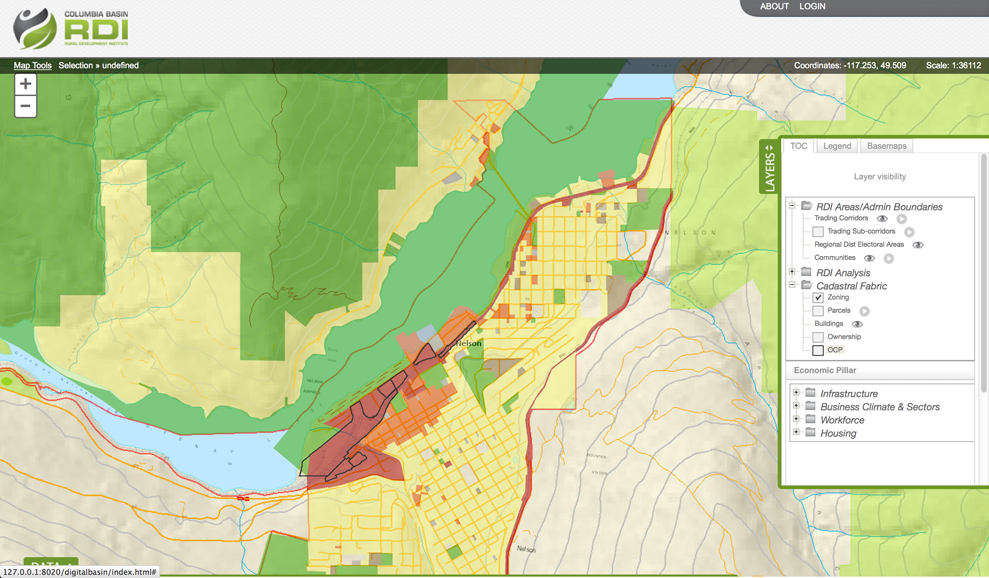 COLUMBIA BASIN
RDI
RURAL DEVELOPMENT INSTITUTE
ABOUT LOGIN
Map Tools Selection » undefined
Coordinates: -117.253, 49.509 Scale: 1:36112
+
−
LAYERS
TOC Legend Basemaps
Layer visibility
RDI Areas/Admin Boundaries
Trading Corridors
Trading Sub-corridors
Regional Dist Electoral Areas
Communities
RDI Analysis
Cadastral Fabric
Zoning
Parcels
Buildings
Ownership
OCP
Economic Pillar
Infrastructure
Business Climate & Sectors
Workforce
Housing
NELSON
Nelson
Nelson
DATA
127.0.0.1:8020/digitalbasin/index.html#